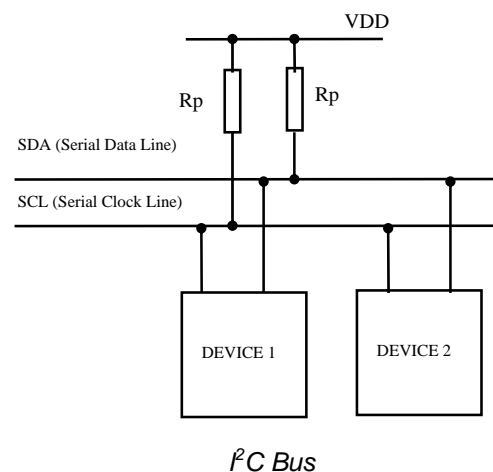 VDD
Rp
Rp
SDA (Serial Data Line)
SCL (Serial Clock Line)
DEVICE 1
DEVICE 2
I²C Bus